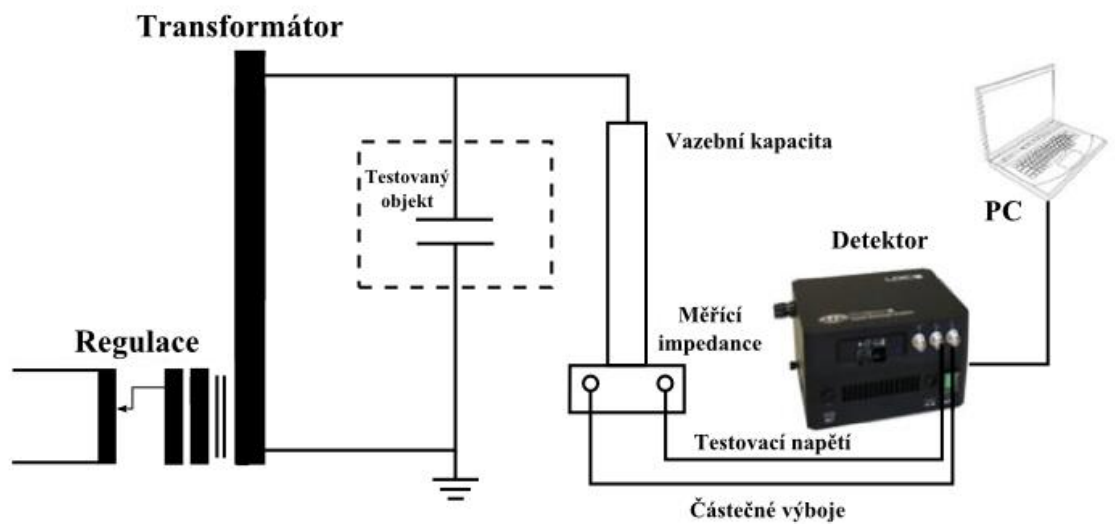 Transformátor
Vazební kapacita
Testovaný
objekt
PC
Detektor
Měřící
impedance
Regulace
Testovací napětí
Částečné výboje